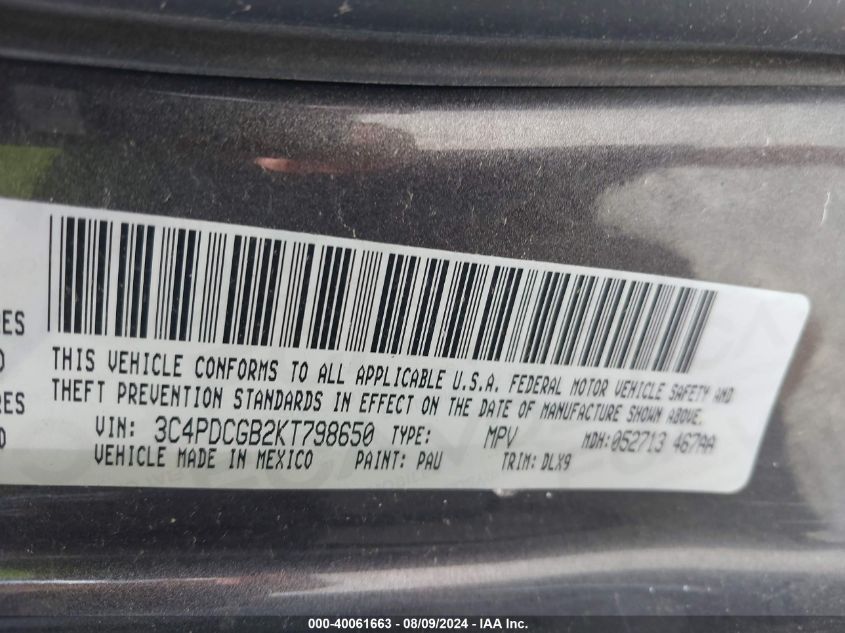 THIS VEHICLE CONFORMS TO ALL APPLICABLE U.S.A. FEDERAL MOTOR VEHICLE SAFETY AND
THEFT PREVENTION STANDARDS IN EFFECT ON THE DATE OF MANUFACTURE SHOWN ABOVE.
RES
D
RES
D
VIN: 3C4PDCGB2KT798650 TYPE: MPV MDH: 052713 467AA
VEHICLE MADE IN MEXICO PAINT: PAU TRIM: DLX9
000-40061663 - 08/09/2024 - IAA Inc.